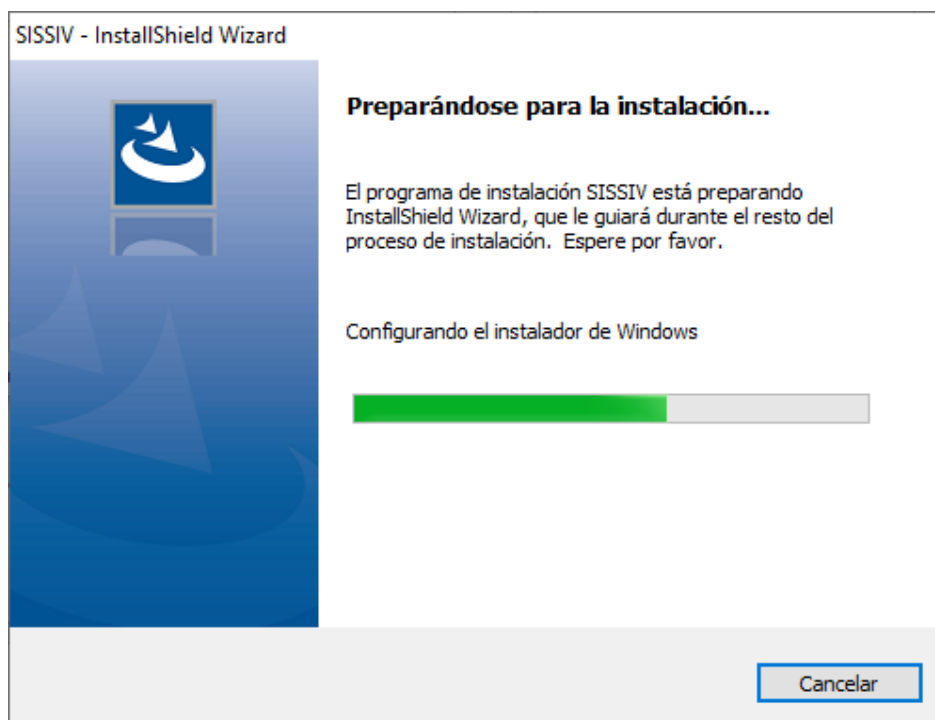 SISSIV - InstallShield Wizard
Preparándose para la instalación...
El programa de instalación SISSIV está preparando
InstallShield Wizard, que le guiará durante el resto del
proceso de instalación.  Espere por favor.
Configurando el instalador de Windows
Cancelar